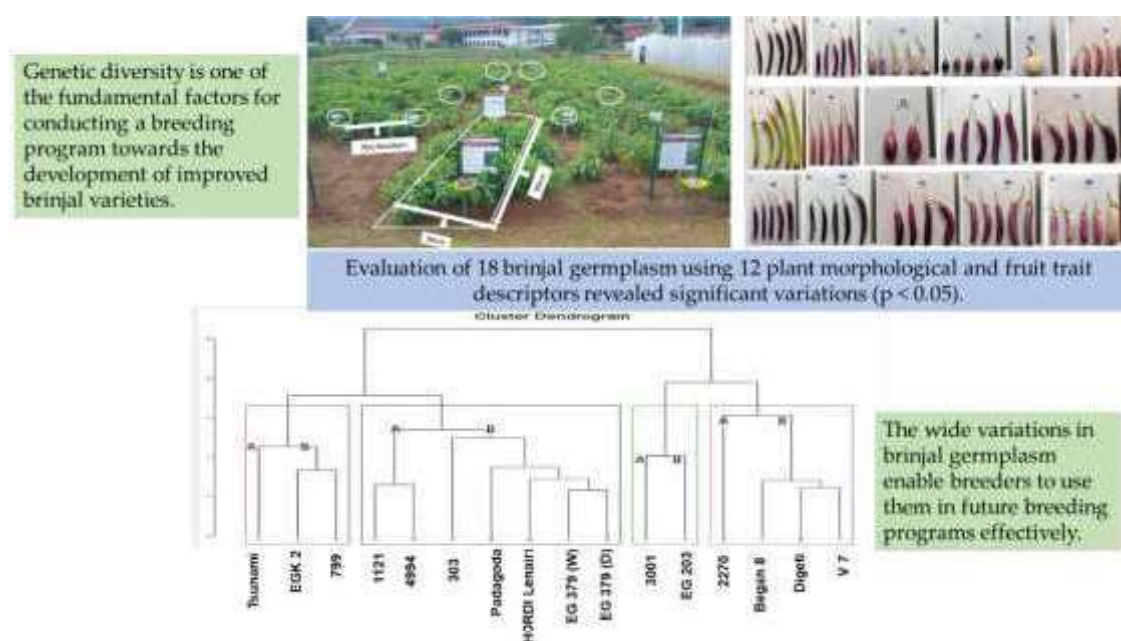 Genetic diversity is one of
the fundamental factors for
conducting a breeding
program towards the
development of improved
brinjal varieties.
Evaluation of 18 brinjal germplasm using 12 plant morphological and fruit trait
descriptors revealed significant variations (p < 0.05).
Cluster Dendrogram
A
B
A
B
A
B
A
B
The wide variations in
brinjal germplasm
enable breeders to use
them in future breeding
programs effectively.
Tsunami
EGK 2
799
1121
4994
303
Padagoda
HORDI Lenairi
EG 379 (W)
EG 379 (D)
3001
EG 203
2270
Began 8
Digeti
V 7